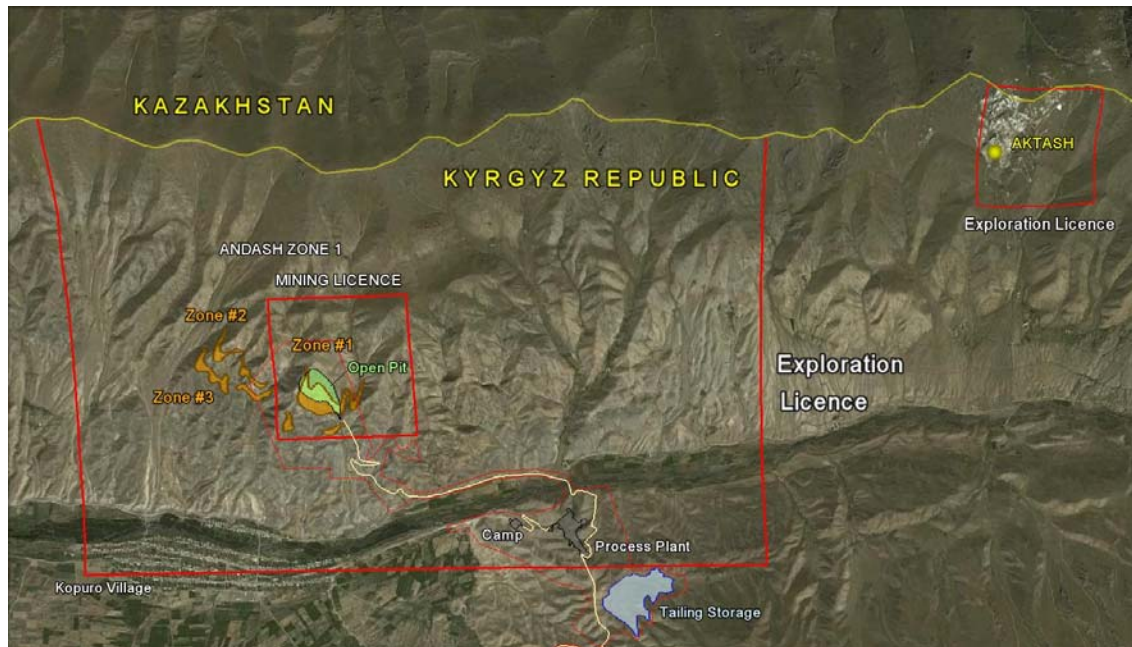 KAZAKHSTAN
KYRGYZ REPUBLIC
AKTASH
Exploration Licence
ANDASH ZONE 1
MINING LICENCE
Zone #2
Zone #1
Open Pit
Zone #3
Exploration
Licence
Camp
Process Plant
Kopuro Village
Tailing Storage